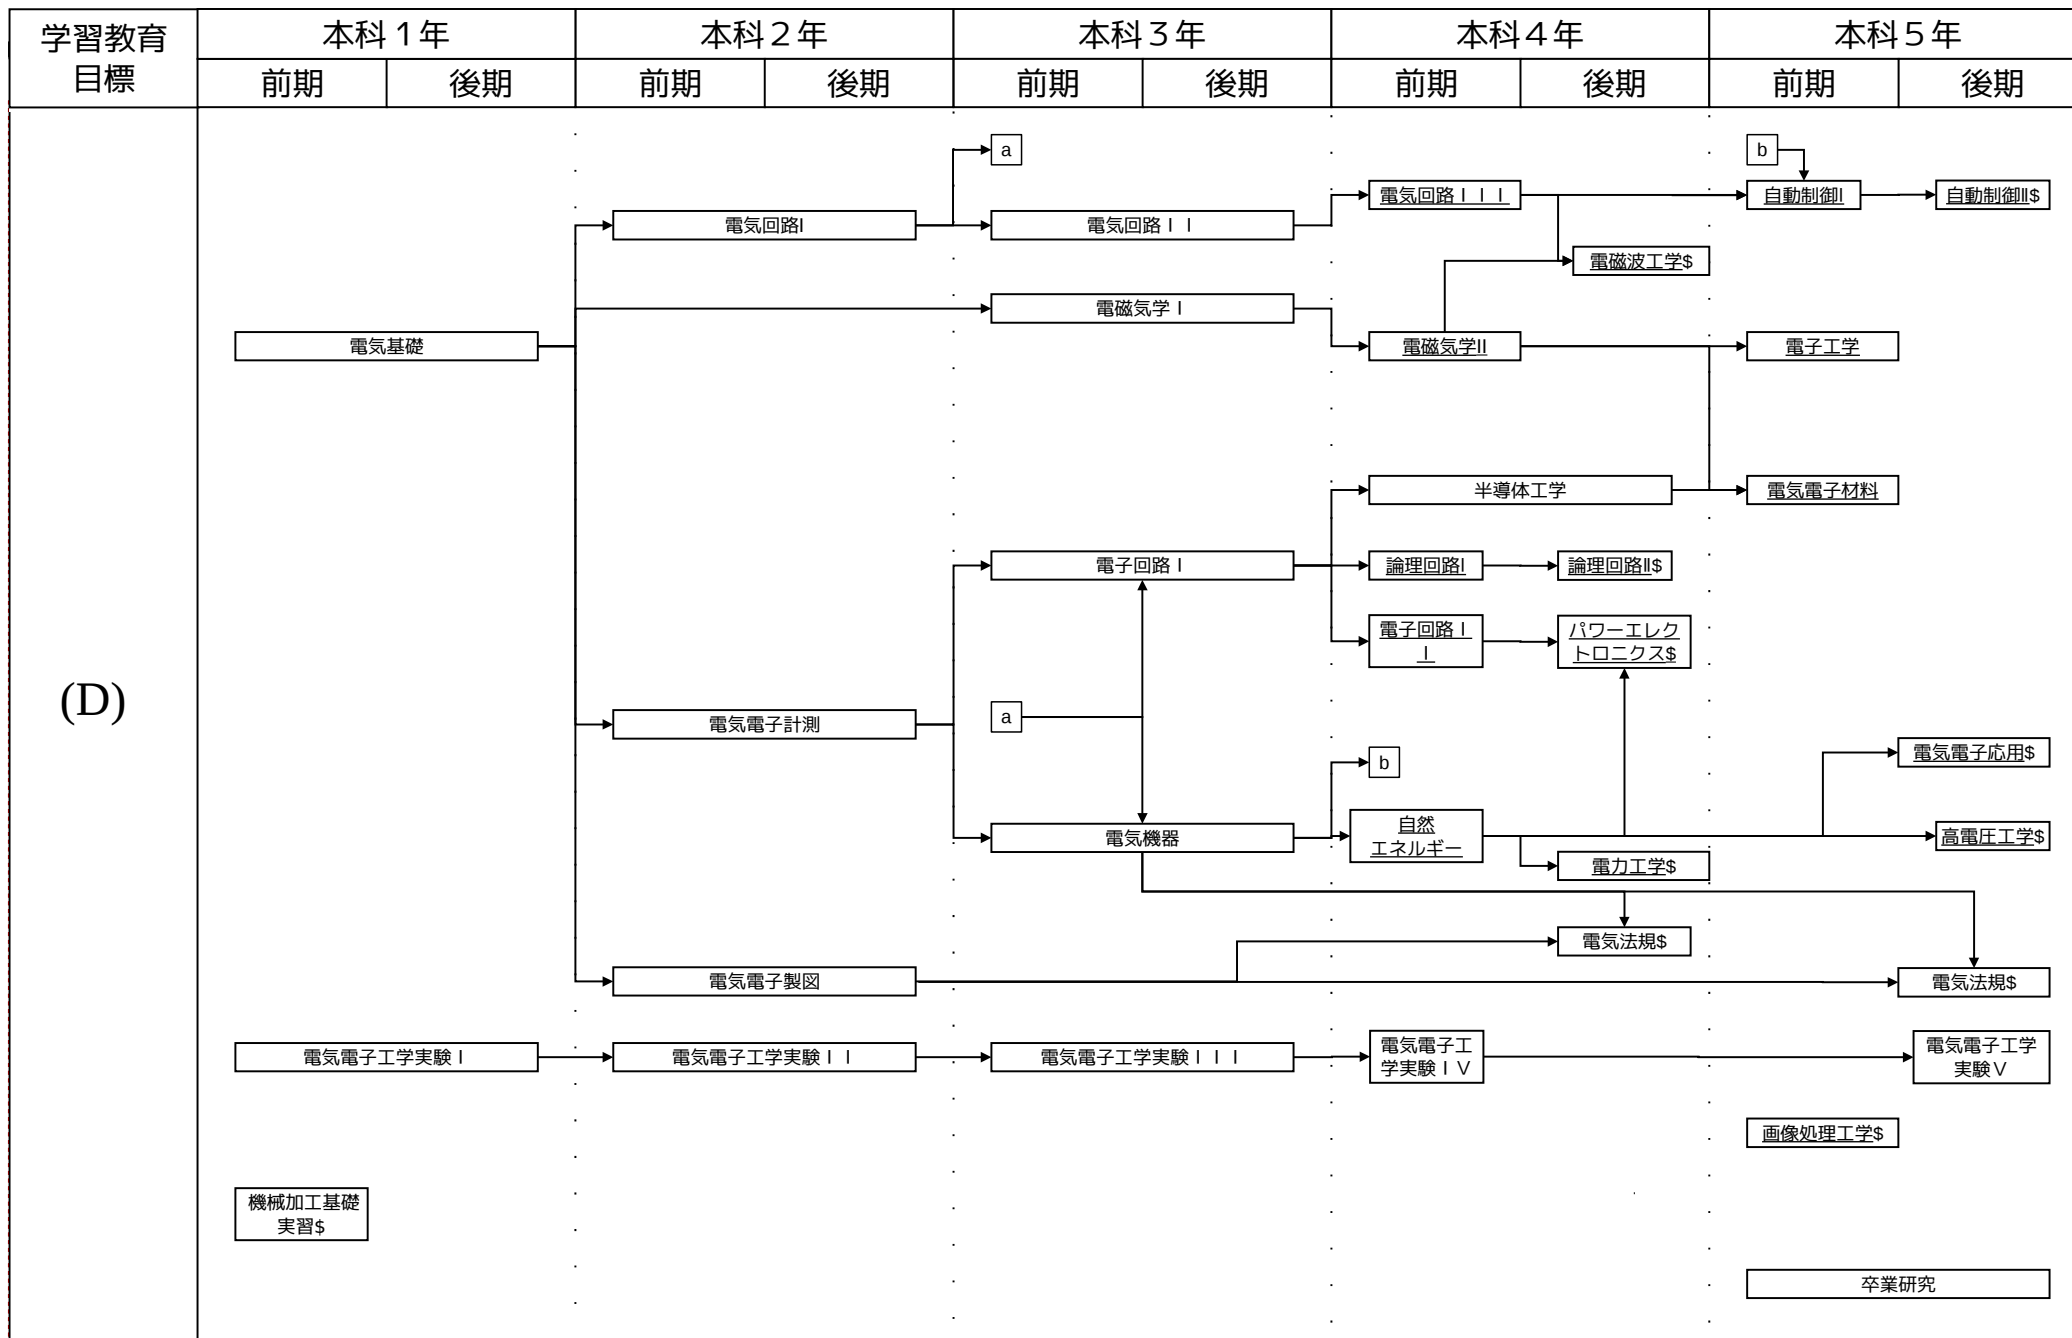 学習教育
目標
本科１年
本科２年
本科３年
本科４年
本科５年
前期
後期
前期
後期
前期
後期
前期
後期
前期
後期
a
b
電気回路ＩＩＩ
自動制御I
自動制御II$
電気回路I
電気回路ＩＩ
電磁波工学$
電磁気学Ｉ
電気基礎
電磁気学II
電子工学
半導体工学
電気電子材料
電子回路Ｉ
論理回路I
論理回路II$
電子回路Ｉ
Ｉ
パワーエレク
トロニクス$
(D)
a
電気電子計測
b
電気電子応用$
電気機器
自然
エネルギー
高電圧工学$
電力工学$
電気法規$
電気電子製図
電気法規$
電気電子工学実験Ｉ
電気電子工学実験ＩＩ
電気電子工学実験ＩＩＩ
電気電子工
学実験ＩＶ
電気電子工学
実験Ｖ
画像処理工学$
機械加工基礎
実習$
卒業研究